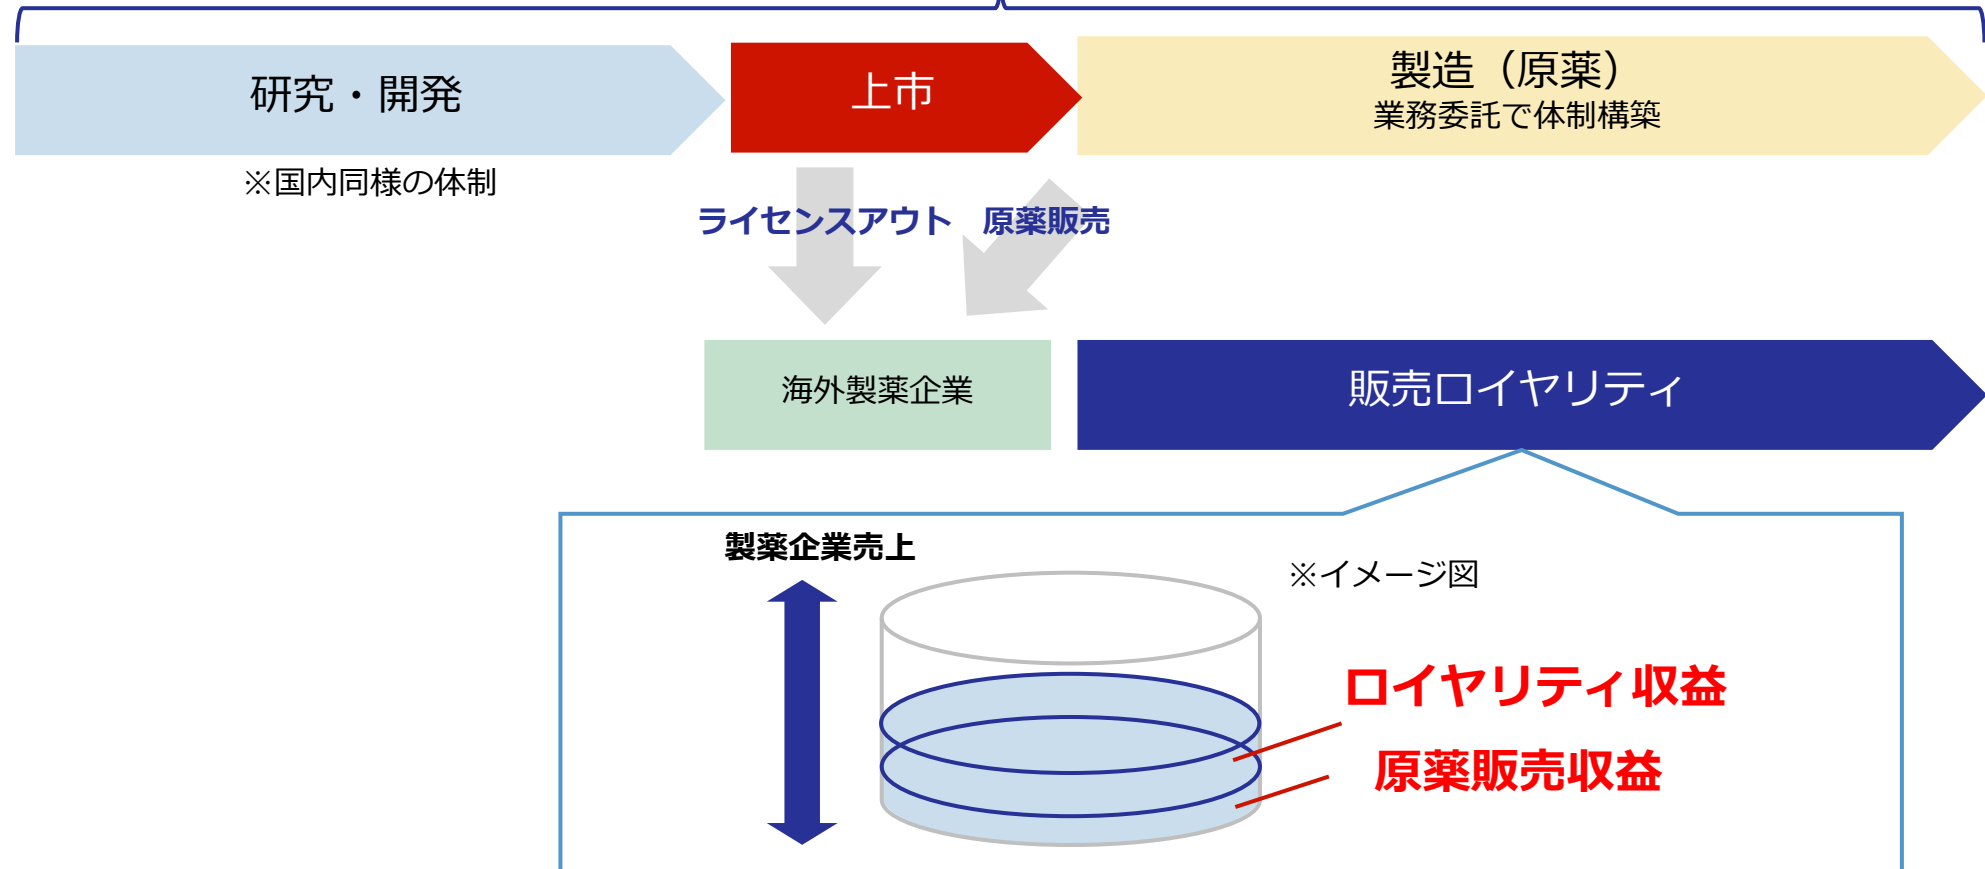 研究・開発
上市
製造（原薬）
業務委託で体制構築
※国内同様の体制
ライセンスアウト
原薬販売
海外製薬企業
販売ロイヤリティ
製薬企業売上
※イメージ図
ロイヤリティ収益
原薬販売収益